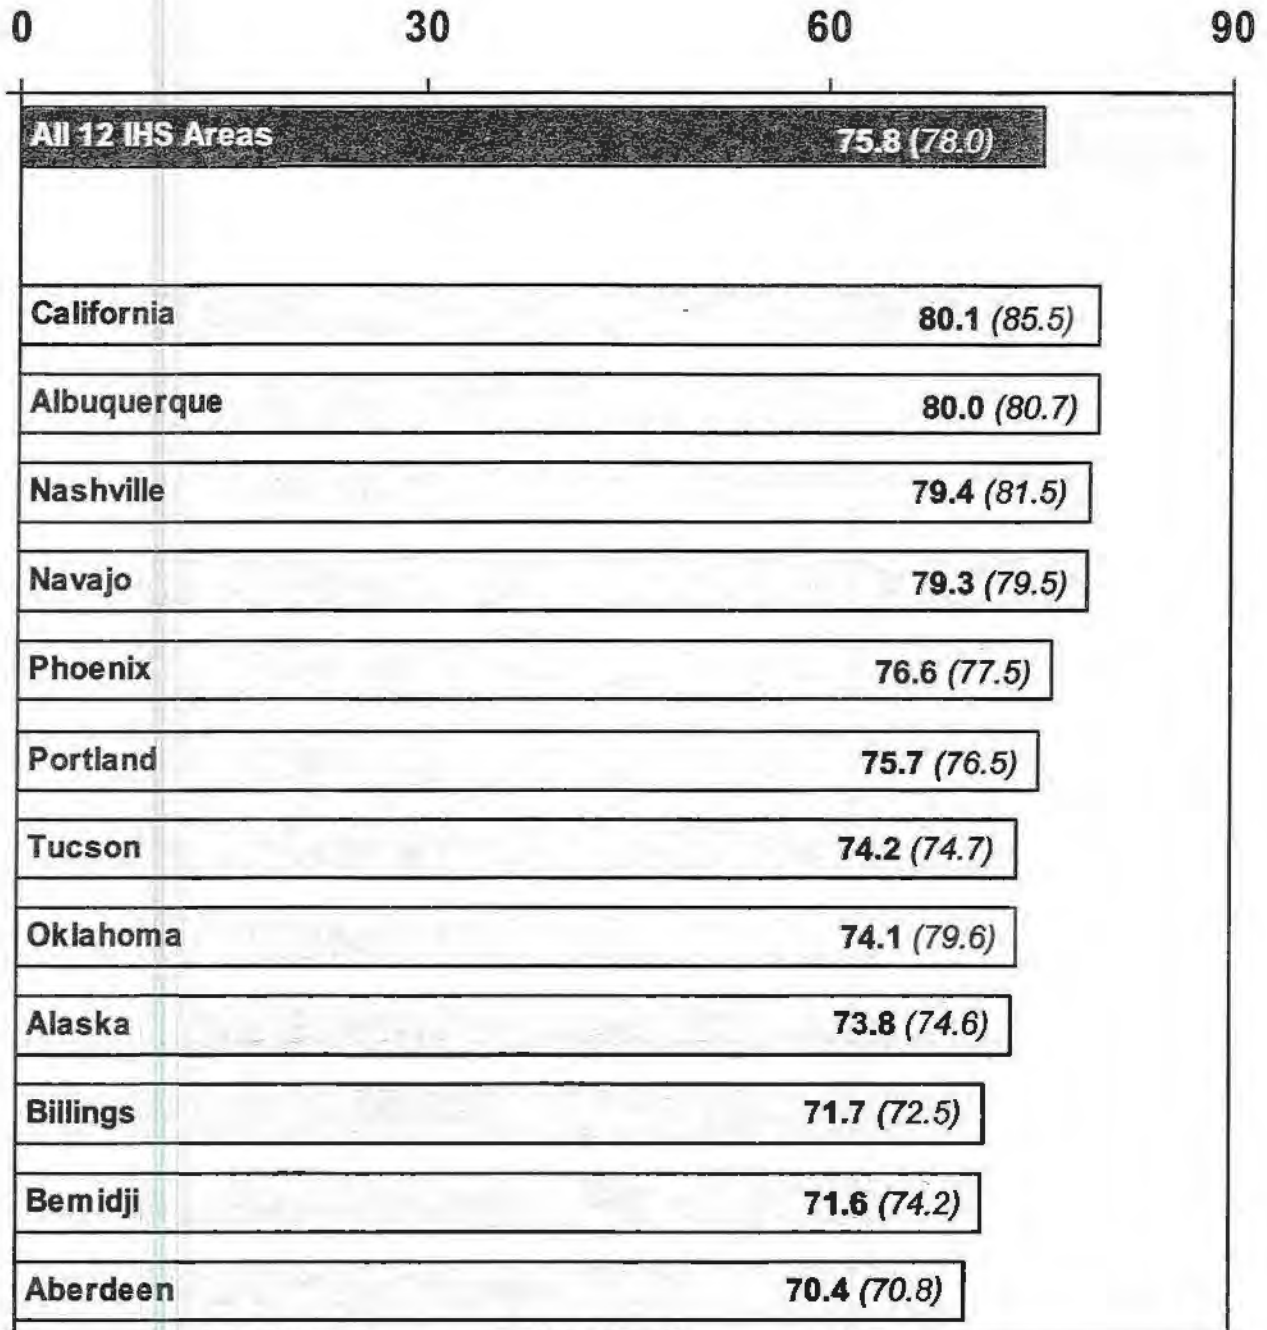 0 30 60 90
All 12 IHS Areas 75.8 (78.0)
California 80.1 (85.5)
Albuquerque 80.0 (80.7)
Nashville 79.4 (81.5)
Navajo 79.3 (79.5)
Phoenix 76.6 (77.5)
Portland 75.7 (76.5)
Tucson 74.2 (74.7)
Oklahoma 74.1 (79.6)
Alaska 73.8 (74.6)
Billings 71.7 (72.5)
Bemidji 71.6 (74.2)
Aberdeen 70.4 (70.8)